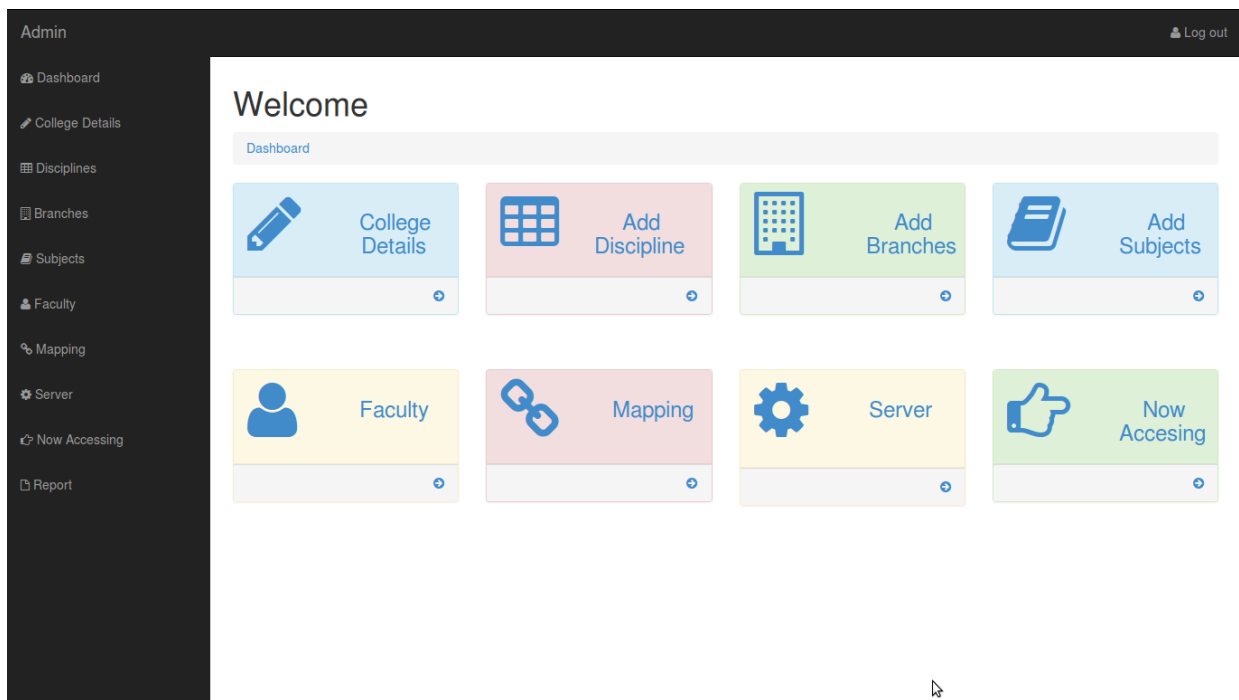 Admin
Log out
Dashboard
College Details
Disciplines
Branches
Subjects
Faculty
Mapping
Server
Now Accessing
Report
Welcome
Dashboard
College
Details
Add
Discipline
Add
Branches
Add
Subjects
Faculty
Mapping
Server
Now
Accesing